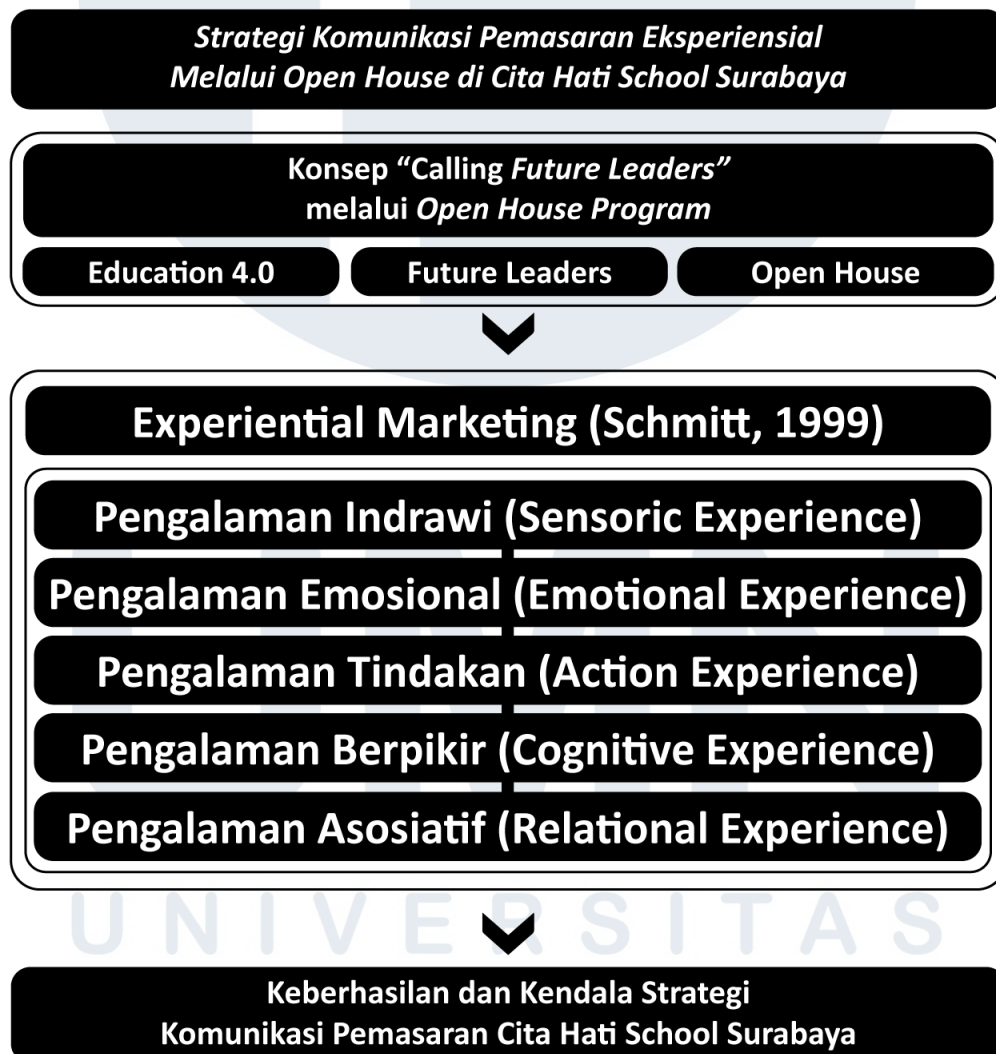 Strategi Komunikasi Pemasaran Eksperiensial
Melalui Open House di Cita Hati School Surabaya
Konsep “Calling Future Leaders”
melalui Open House Program
Education 4.0
Future Leaders
Open House
Experiential Marketing (Schmitt, 1999)
Pengalaman Indrawi (Sensoric Experience)
Pengalaman Emosional (Emotional Experience)
Pengalaman Tindakan (Action Experience)
Pengalaman Berpikir (Cognitive Experience)
Pengalaman Asosiatif (Relational Experience)
UNIVERSITAS
Keberhasilan dan Kendala Strategi
Komunikasi Pemasaran Cita Hati School Surabaya